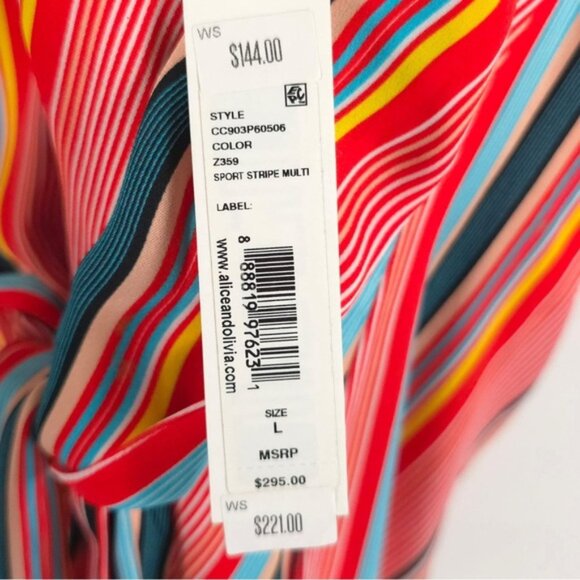 WS
$144.00
STYLE
CC903P60506
COLOR
Z359
SPORT STRIPE MULTI
LABEL:
8 88819 97623 1
www.aliceandolivia.com
SIZE
L
MSRP
$295.00
WS
$221.00